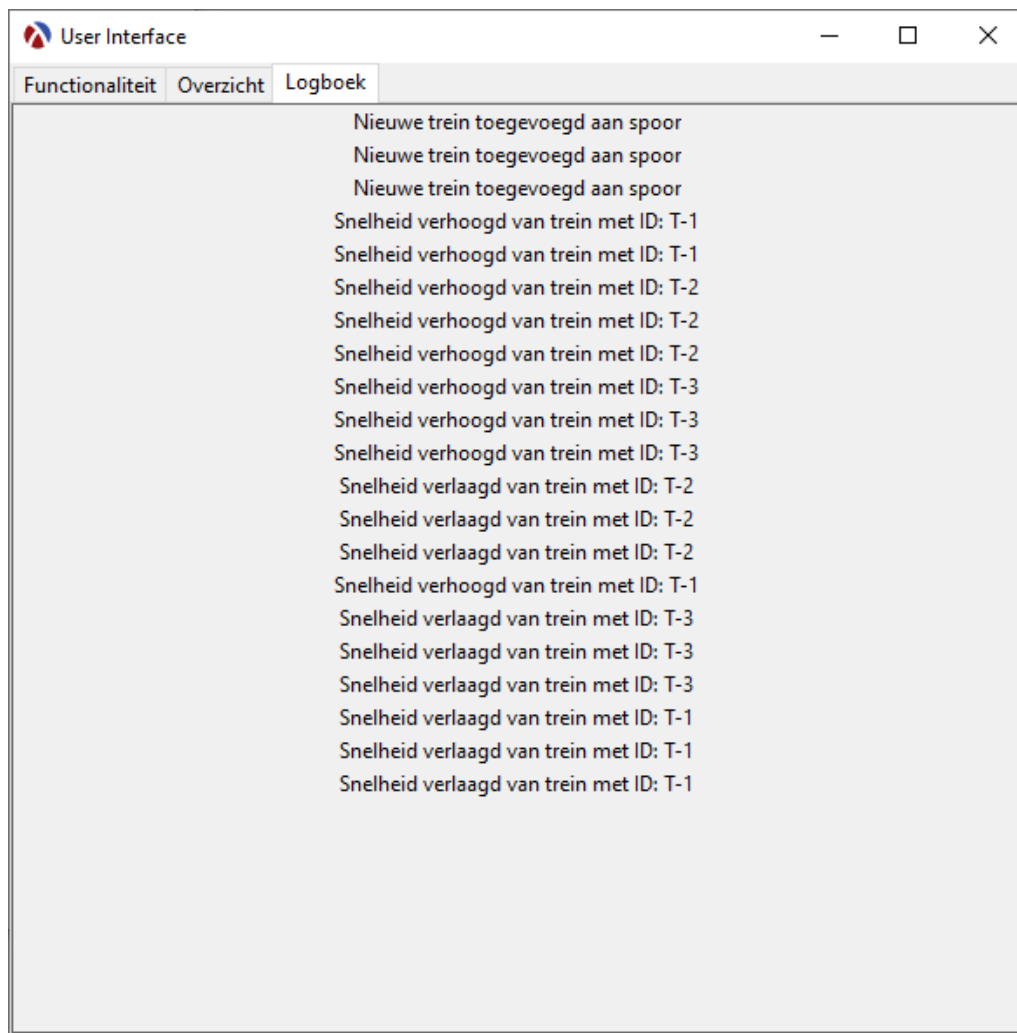 User Interface
Functionaliteit Overzicht Logboek
Nieuwe trein toegevoegd aan spoor
Nieuwe trein toegevoegd aan spoor
Nieuwe trein toegevoegd aan spoor
Snelheid verhoogd van trein met ID: T-1
Snelheid verhoogd van trein met ID: T-1
Snelheid verhoogd van trein met ID: T-2
Snelheid verhoogd van trein met ID: T-2
Snelheid verhoogd van trein met ID: T-2
Snelheid verhoogd van trein met ID: T-3
Snelheid verhoogd van trein met ID: T-3
Snelheid verhoogd van trein met ID: T-3
Snelheid verlaagd van trein met ID: T-2
Snelheid verlaagd van trein met ID: T-2
Snelheid verlaagd van trein met ID: T-2
Snelheid verhoogd van trein met ID: T-1
Snelheid verlaagd van trein met ID: T-3
Snelheid verlaagd van trein met ID: T-3
Snelheid verlaagd van trein met ID: T-3
Snelheid verlaagd van trein met ID: T-1
Snelheid verlaagd van trein met ID: T-1
Snelheid verlaagd van trein met ID: T-1